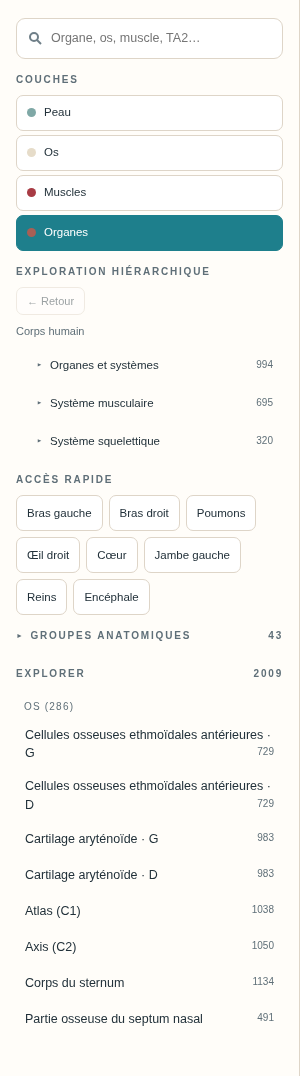 Organe, os, muscle, TA2…
COUCHES
Peau
Os
Muscles
Organes
EXPLORATION HIÉRARCHIQUE
← Retour
Corps humain
▸ Organes et systèmes 994
▸ Système musculaire 695
▸ Système squelettique 320
ACCÈS RAPIDE
Bras gauche Bras droit Poumons
Œil droit Cœur Jambe gauche
Reins Encéphale
▸ GROUPES ANATOMIQUES 43
EXPLORER 2009
OS (286)
Cellules osseuses ethmoïdales antérieures ·
G 729
Cellules osseuses ethmoïdales antérieures ·
D 729
Cartilage aryténoïde · G 983
Cartilage aryténoïde · D 983
Atlas (C1) 1038
Axis (C2) 1050
Corps du sternum 1134
Partie osseuse du septum nasal 491